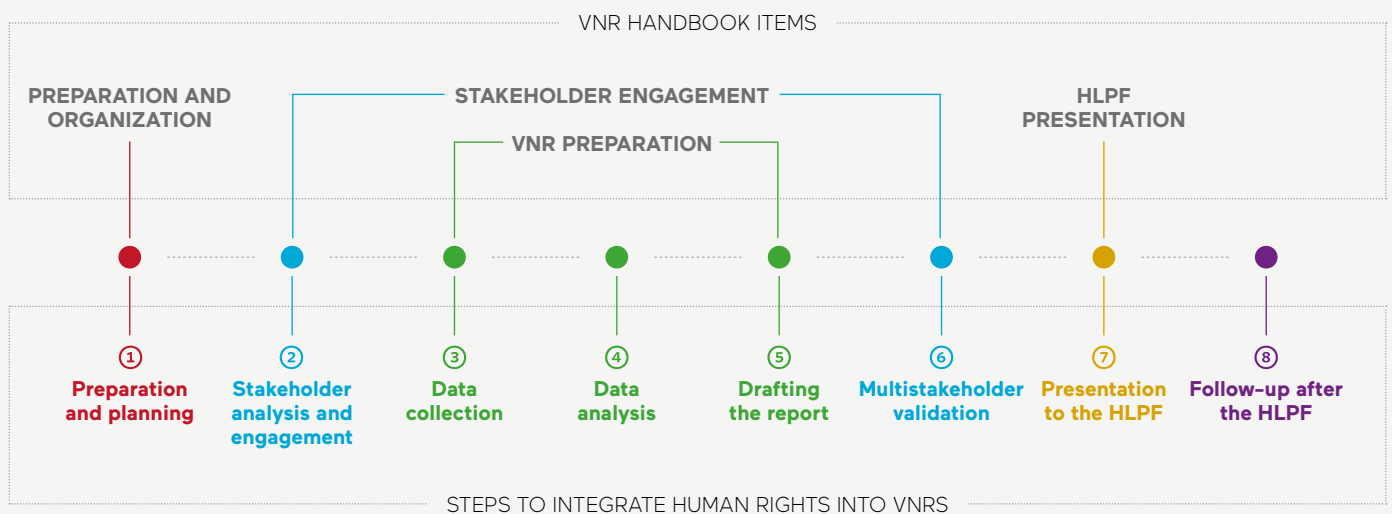 VNR HANDBOOK ITEMS
PREPARATION AND
ORGANIZATION
STAKEHOLDER ENGAGEMENT
VNR PREPARATION
HLPF
PRESENTATION
1
Preparation
and planning
2
Stakeholder
analysis and
engagement
3
Data
collection
4
Data
analysis
5
Drafting
the report
6
Multistakeholder
validation
7
Presentation
to the HLPF
8
Follow-up after
the HLPF
STEPS TO INTEGRATE HUMAN RIGHTS INTO VNRS